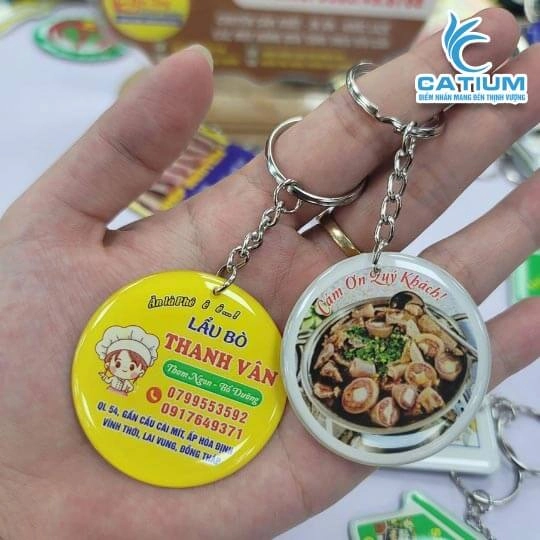 CATIUM
ĐIỂM NHẤN MANG ĐẾN THỊNH VƯỢNG
Ăn là Phê ê ê...!
LẨU BÒ
THANH VÂN
Thơm Ngon - Bổ Dưỡng
0799553592
0917649371
QL 54, GẦN CẦU CÁI MÍT, ẤP HÒA ĐỊNH
VĨNH THỚI, LAI VUNG, ĐỒNG THÁP
Cảm Ơn Quý Khách!